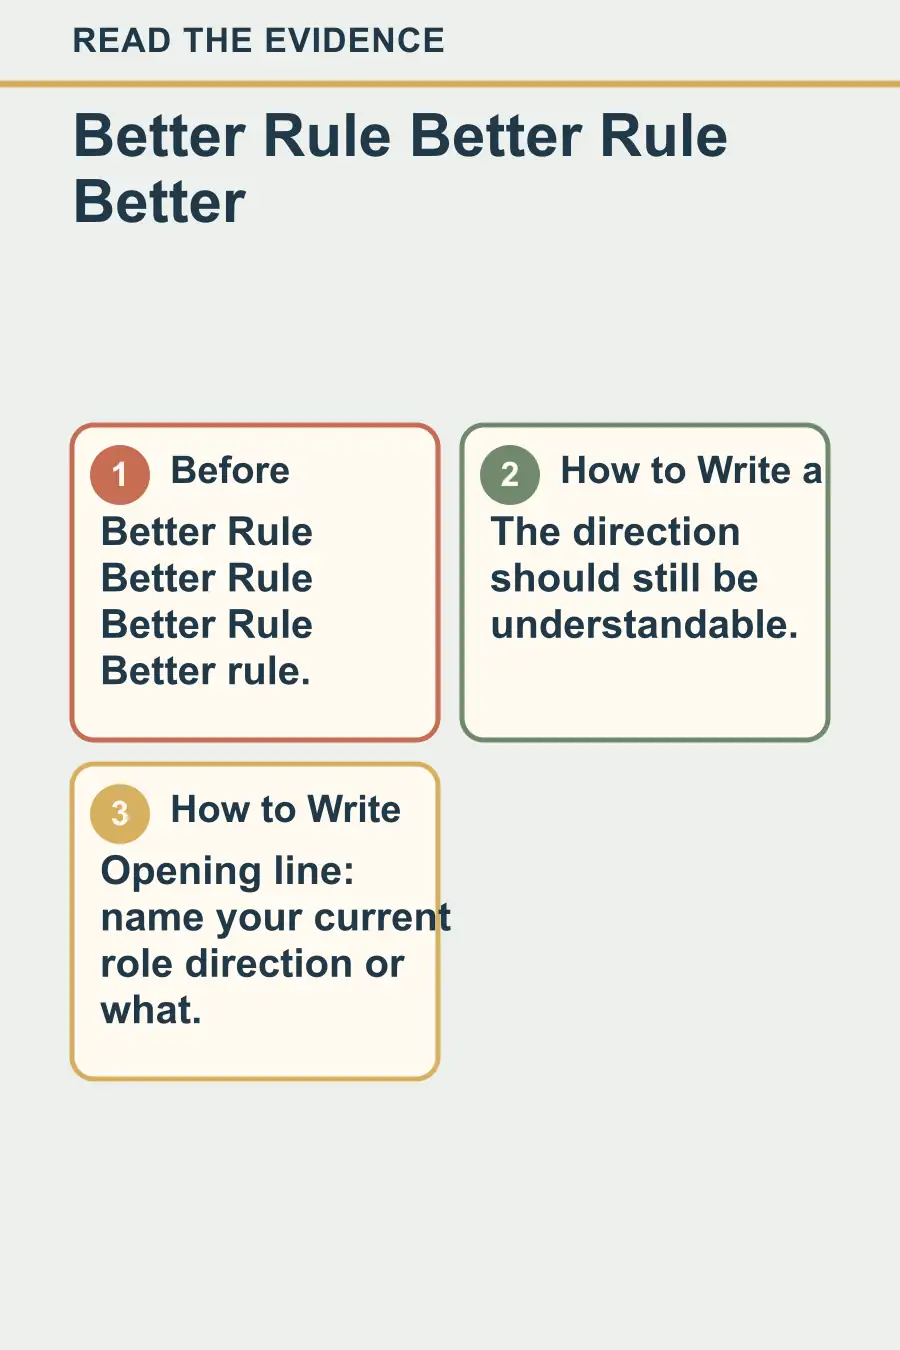 READ THE EVIDENCE
Better Rule Better Rule
Better
1 Before
Better Rule
Better Rule
Better Rule
Better rule.
2 How to Write a
The direction
should still be
understandable.
3 How to Write
Opening line:
name your current
role direction or
what.